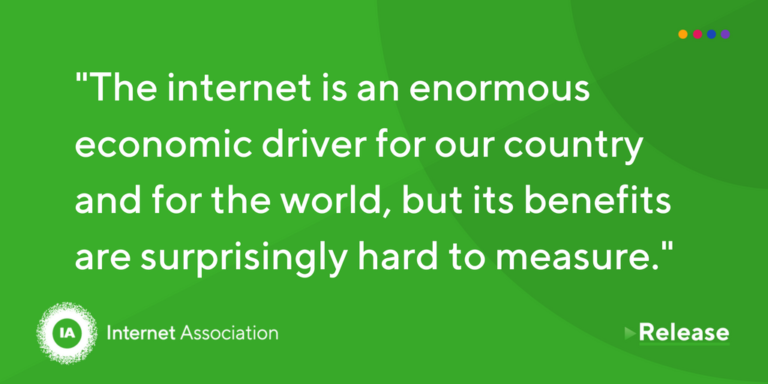 "The internet is an enormous
economic driver for our country
and for the world, but its benefits
are surprisingly hard to measure."
IA
Internet Association
Release